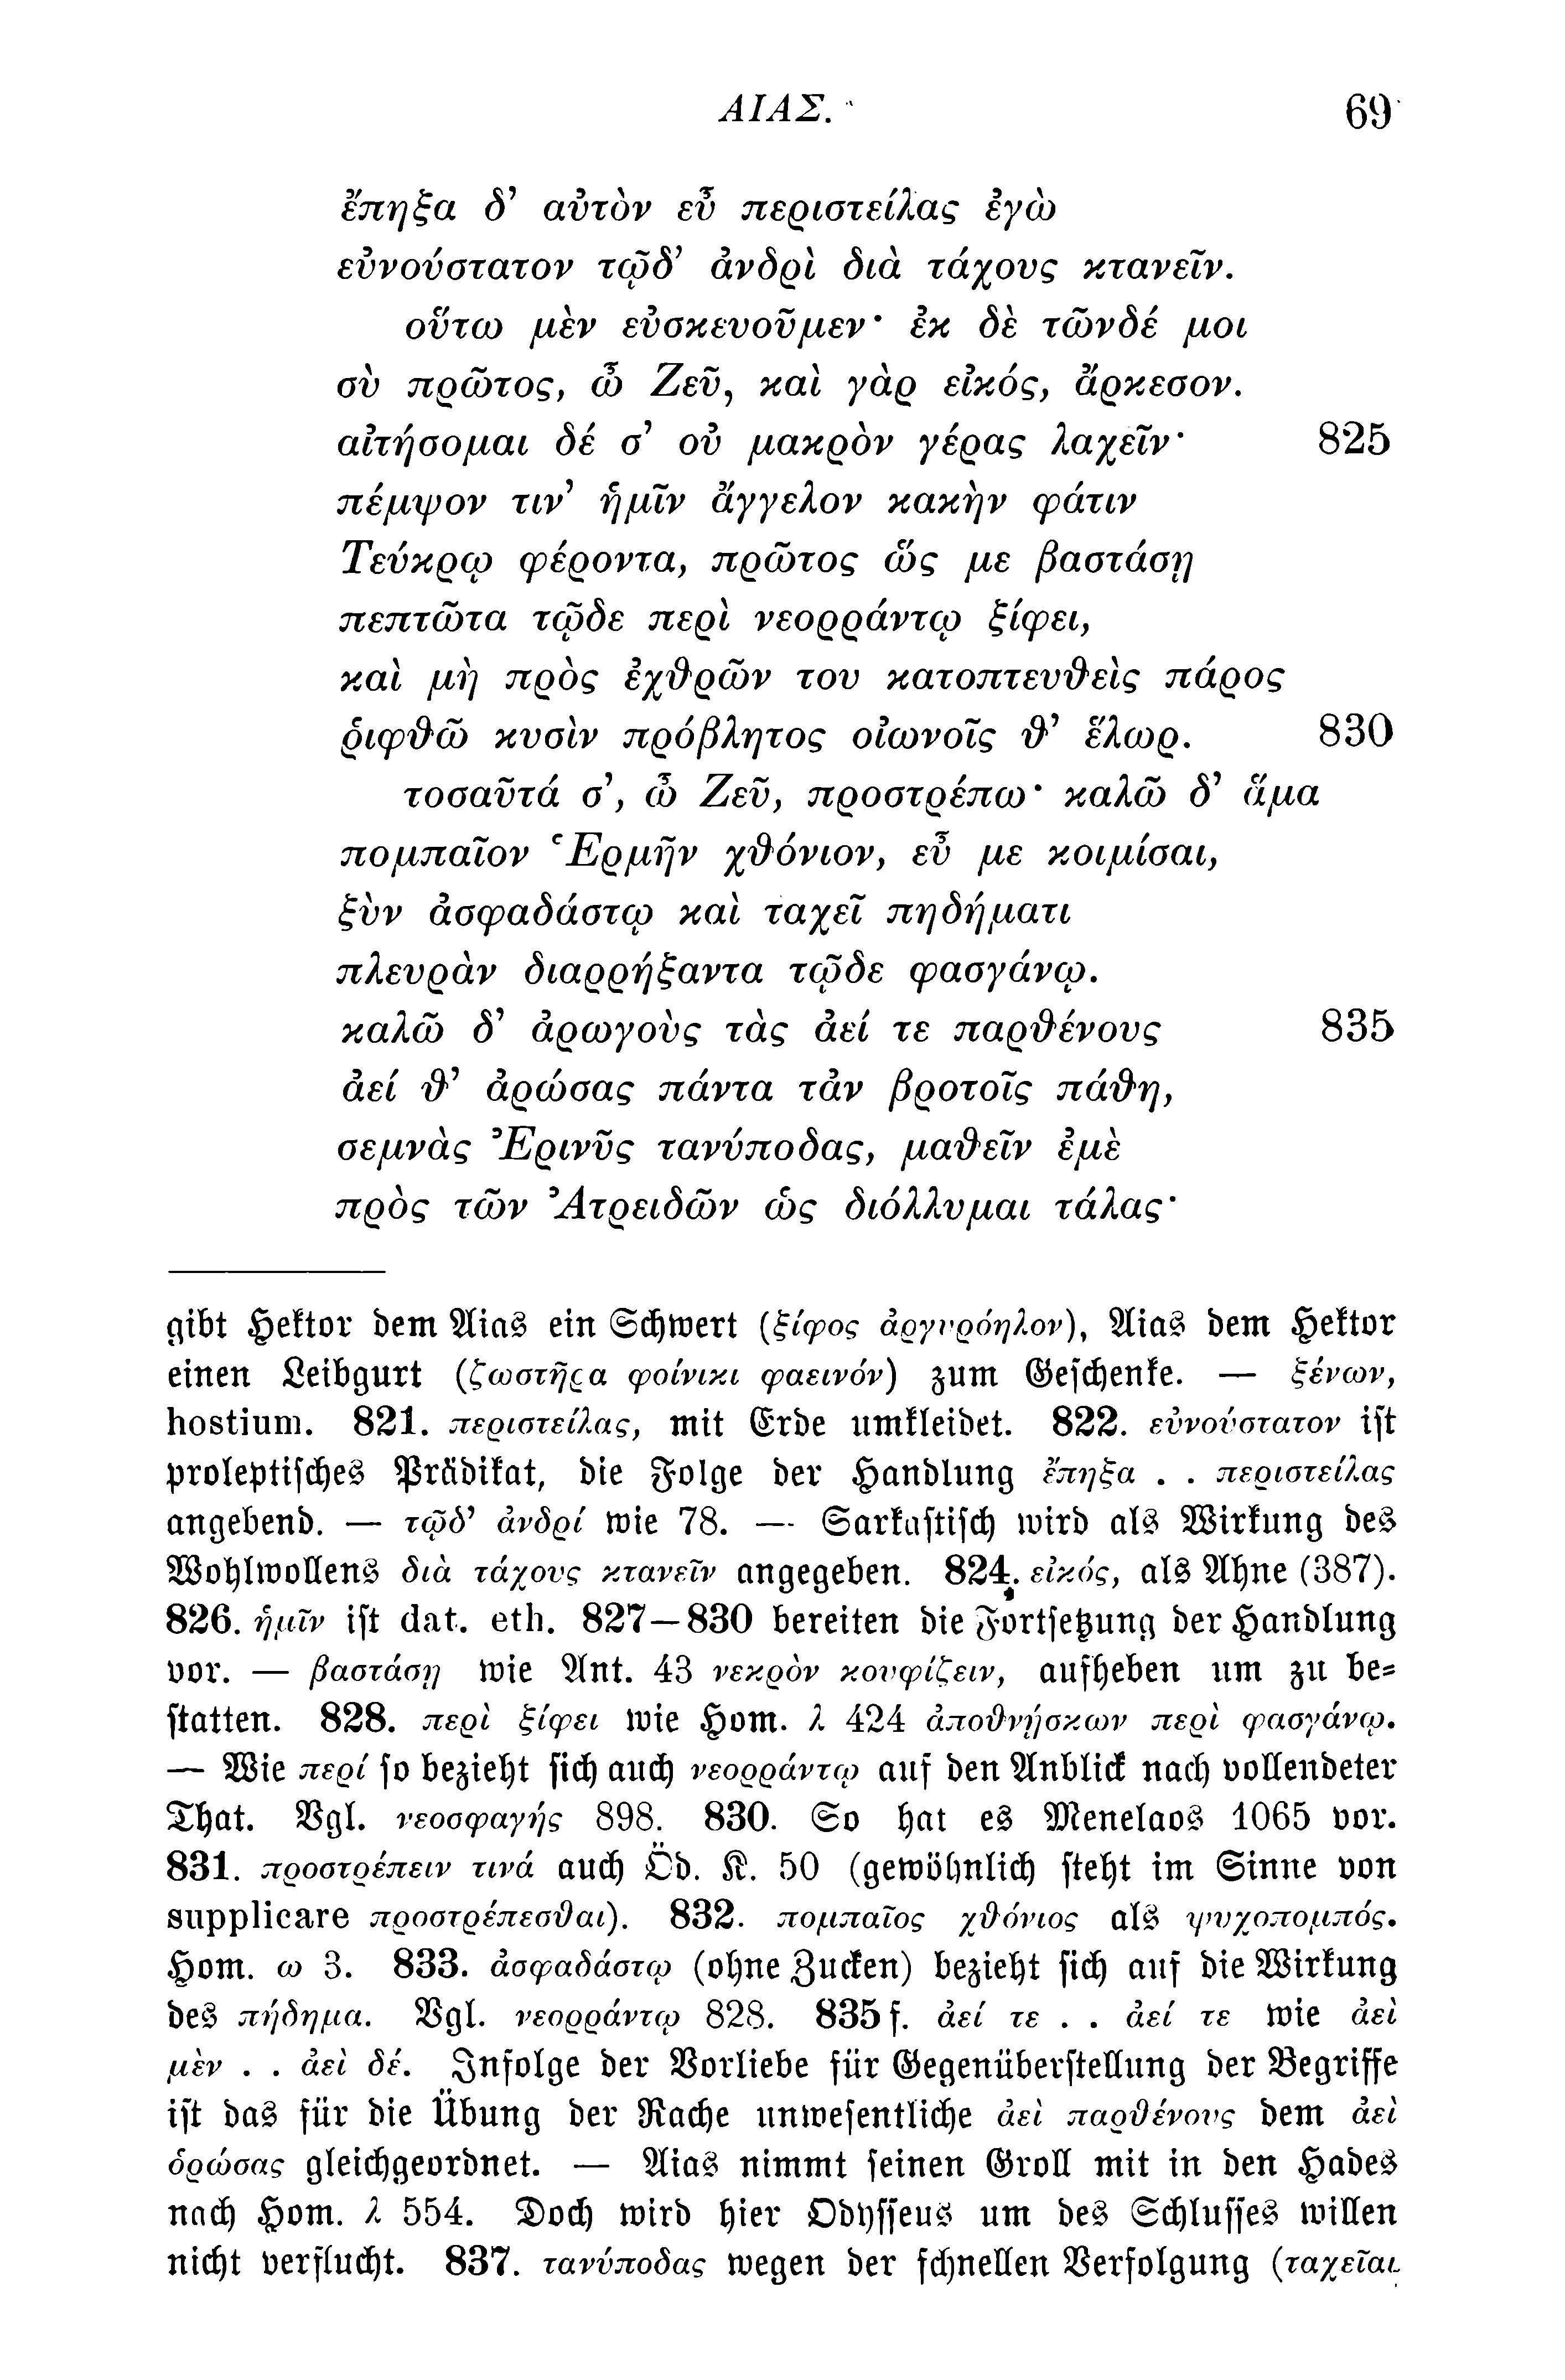 ΑΙΑΣ.
69
ἔπηξα δ’ αὐτὸν εὖ περιστείλας ἐγὼ
εὐνούστατον τῷδ’ ἀνδρὶ διὰ τάχους κτανεῖν.
οὕτω μὲν εὐσκευοῦμεν· ἐκ δὲ τῶνδέ μοι
σὺ πρῶτος, ὦ Ζεῦ, καὶ γὰρ εἰκός, ἄρκεσον.
αἰτήσομαι δέ σ’ οὐ μακρὸν γέρας λαχεῖν· 825
πέμψον τιν’ ἡμῖν ἄγγελον κακὴν φάτιν
Τεύκρῳ φέροντα, πρῶτος ὥς με βαστάσῃ
πεπτῶτα τῷδε περὶ νεορράντῳ ξίφει,
καὶ μὴ πρὸς ἐχθρῶν του κατοπτευθεὶς πάρος
ῥιφθῶ κυσὶν πρόβλητος οἰωνοῖς θ’ ἕλωρ. 830
τοσαῦτά σ’, ὦ Ζεῦ, προστρέπω· καλῶ δ’ ἅμα
πομπαῖον Ἑρμῆν χθόνιον, εὖ με κοιμίσαι,
ξὺν ἀσφαδάστῳ καὶ ταχεῖ πηδήματι
πλευρὰν διαρρήξαντα τῷδε φασγάνῳ.
καλῶ δ’ ἀρωγοὺς τὰς ἀεί τε παρθένους 835
ἀεί θ’ ἁρώσας πάντα τἀν βροτοῖς πάθη,
σεμνὰς Ἐρινῦς τανύποδας, μαθεῖν ἐμὲ
πρὸς τῶν Ἀτρειδῶν ὡς διόλλυμαι τάλας·
gibt Hektor dem Aias ein Schwert (ξίφος ἀργυρόηλον), Aias dem Hektor
einen Leibgurt (ζωστῆρα φοίνικι φαεινόν) zum Geschenke. — ξένων,
hostium. 821. περιστείλας, mit Erde umkleidet. 822. εὐνούστατον ist
proleptisches Prädikat, die Folge der Handlung ἔπηξα . . περιστείλας
angebend. — τῷδ’ ἀνδρί wie 78. — Sarkastisch wird als Wirkung des
Wohlwollens διὰ τάχους κτανεῖν angegeben. 824. εἰκός, als Ahne (387).
826. ἡμῖν ist dat. eth. 827—830 bereiten die Fortsetzung der Handlung
vor. — βαστάσῃ wie Ant. 43 νεκρὸν κουφίζειν, aufheben um zu be-
statten. 828. περὶ ξίφει wie Hom. λ 424 ἀποθνῄσκων περὶ φασγάνῳ.
— Wie περί so bezieht sich auch νεορράντῳ auf den Anblick nach vollendeter
That. Vgl. νεοσφαγής 898. 830. So hat es Menelaos 1065 vor.
831. προστρέπειν τινά auch Öd. K. 50 (gewöhnlich steht im Sinne von
supplicare προστρέπεσθαι). 832. πομπαῖος χθόνιος als ψυχοπομπός.
Hom. ω 3. 833. ἀσφαδάστῳ (ohne Zucken) bezieht sich auf die Wirkung
des πήδημα. Vgl. νεορράντῳ 828. 835 f. ἀεί τε . . ἀεί τε wie ἀεὶ
μὲν . . ἀεὶ δέ. Infolge der Vorliebe für Gegenüberstellung der Begriffe
ist das für die Übung der Rache unwesentliche ἀεὶ παρθένους dem ἀεὶ
ὁρώσας gleichgeordnet. — Aias nimmt seinen Groll mit in den Hades
nach Hom. λ 554. Doch wird hier Odysseus um des Schlusses willen
nicht verflucht. 837. τανύποδας wegen der schnellen Verfolgung (ταχεῖαι